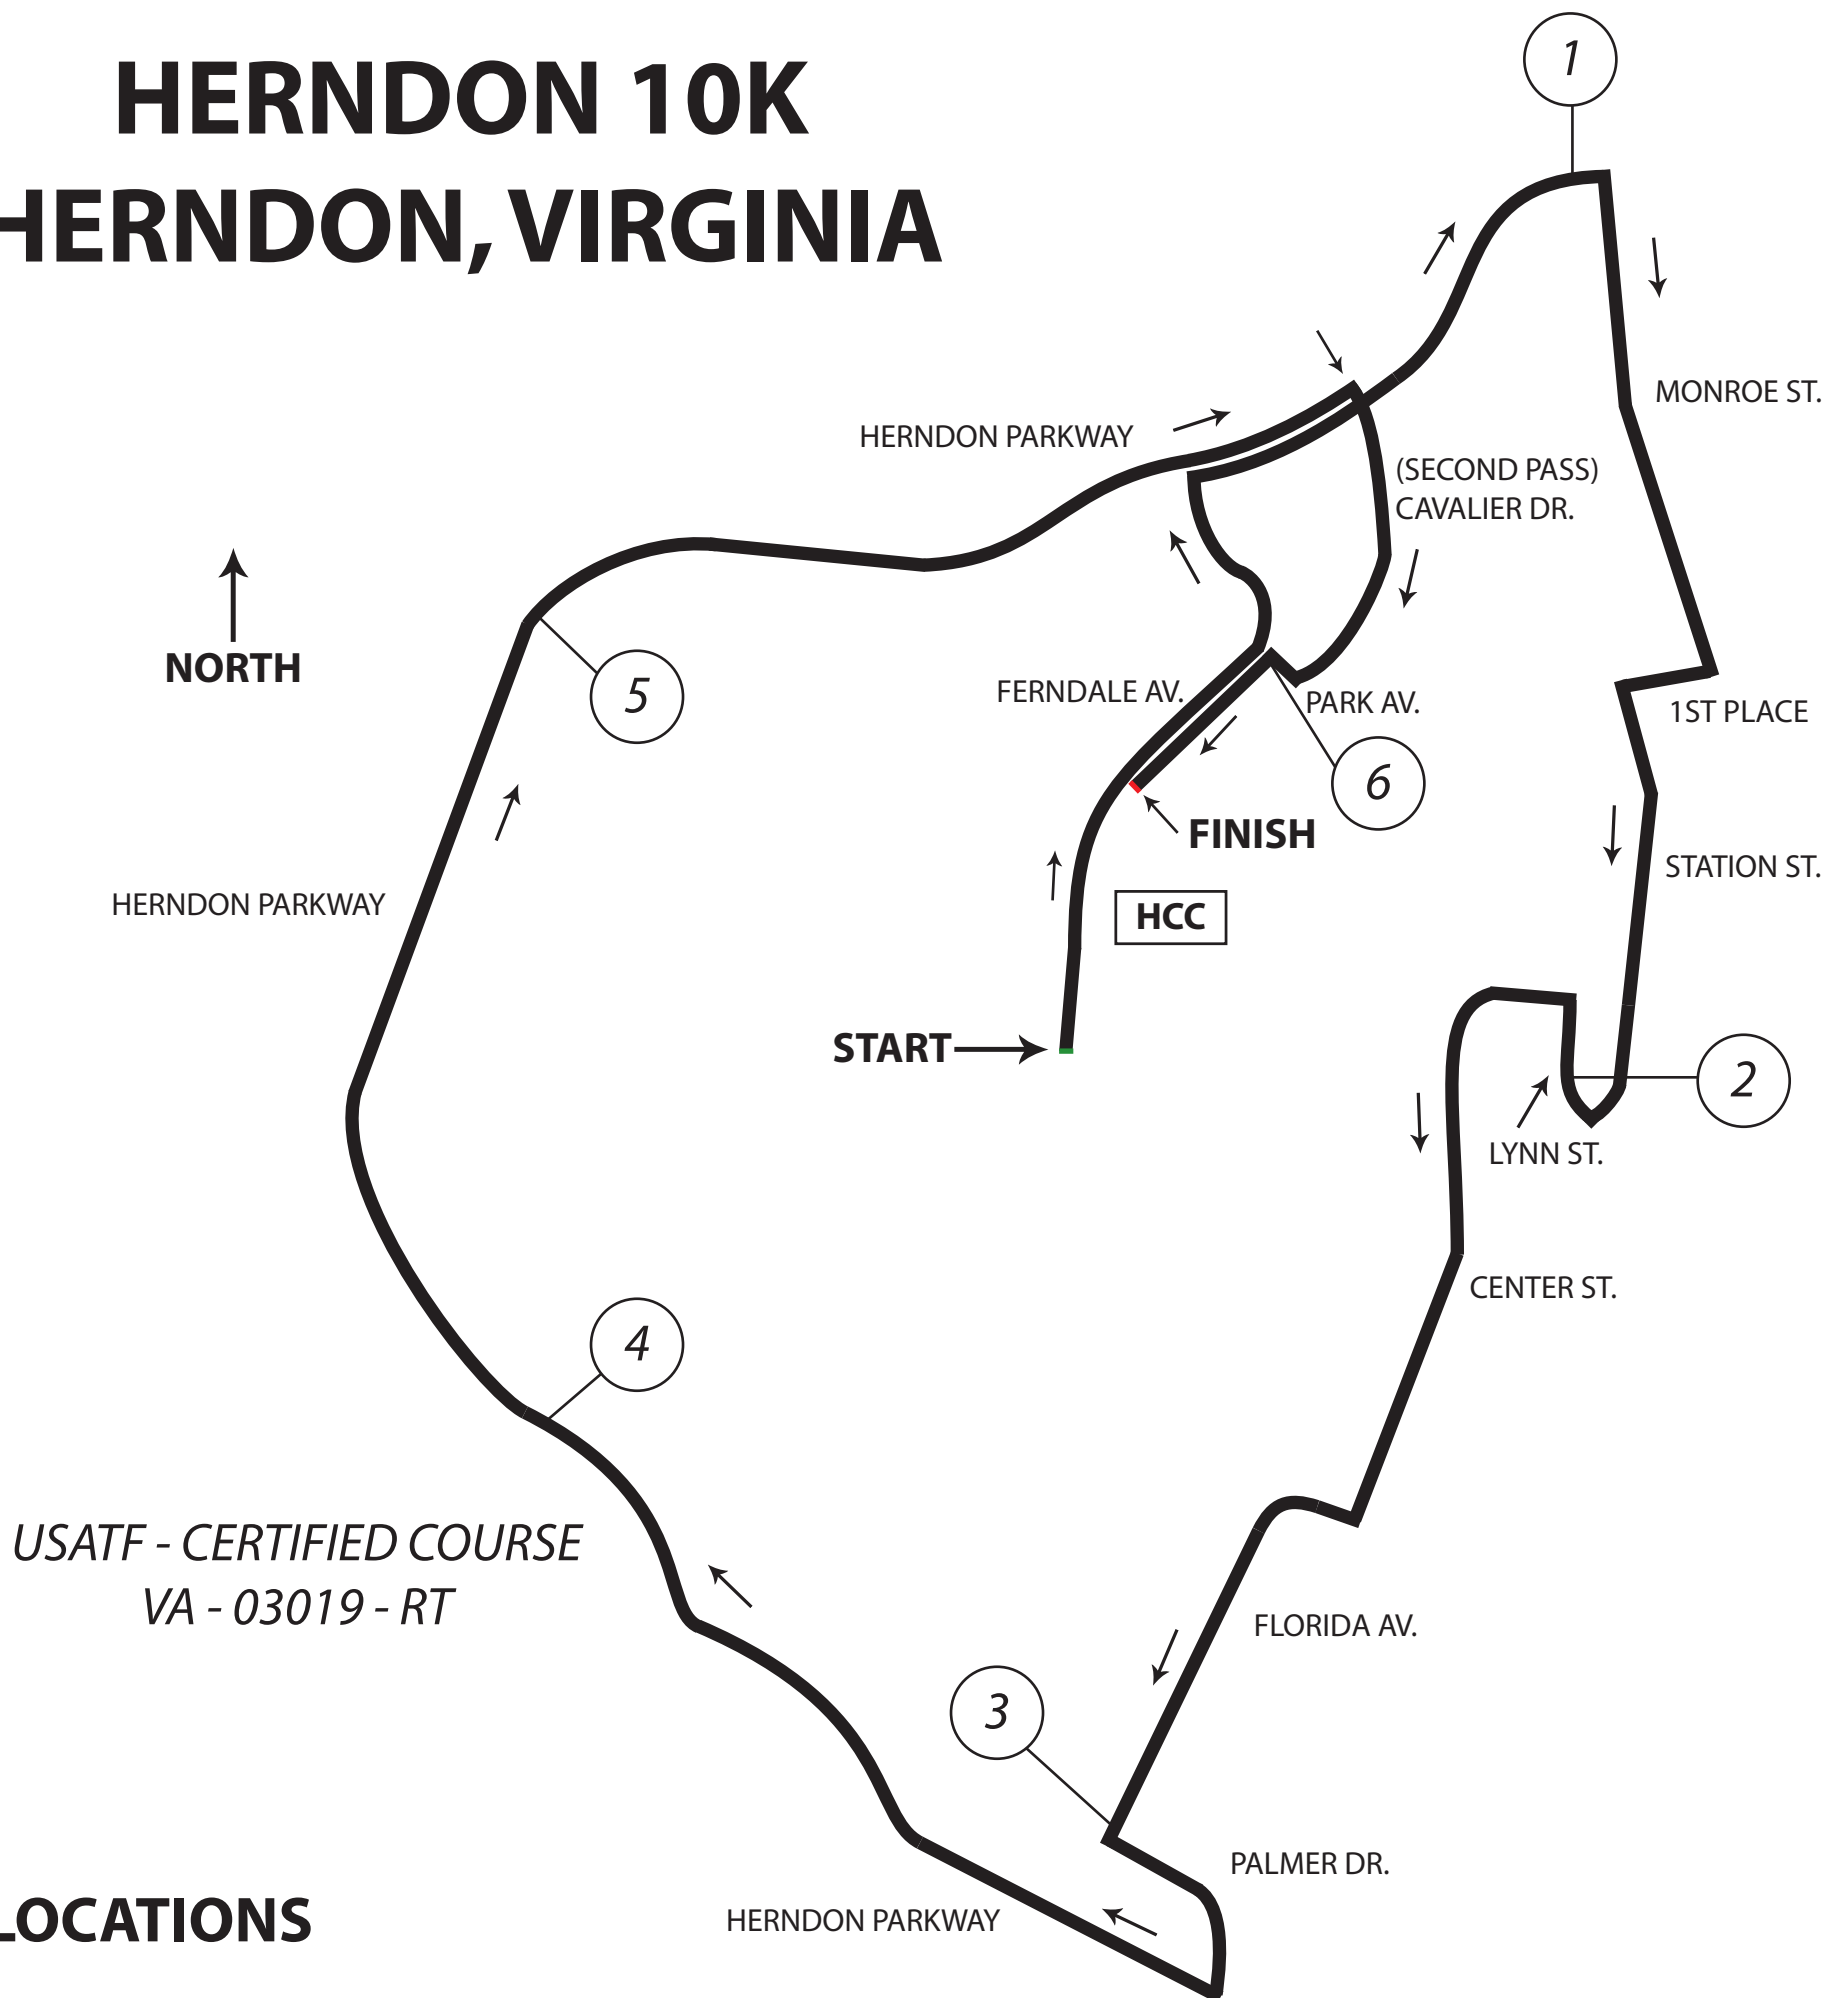 HERNDON 10K
HERNDON, VIRGINIA
1
MONROE ST.
HERNDON PARKWAY
(SECOND PASS)
CAVALIER DR.
NORTH
5
FERNDALE AV.
PARK AV.
1ST PLACE
6
FINISH
STATION ST.
HERNDON PARKWAY
HCC
START
2
LYNN ST.
CENTER ST.
4
USATF - CERTIFIED COURSE
VA - 03019 - RT
FLORIDA AV.
3
PALMER DR.
LOCATIONS
HERNDON PARKWAY